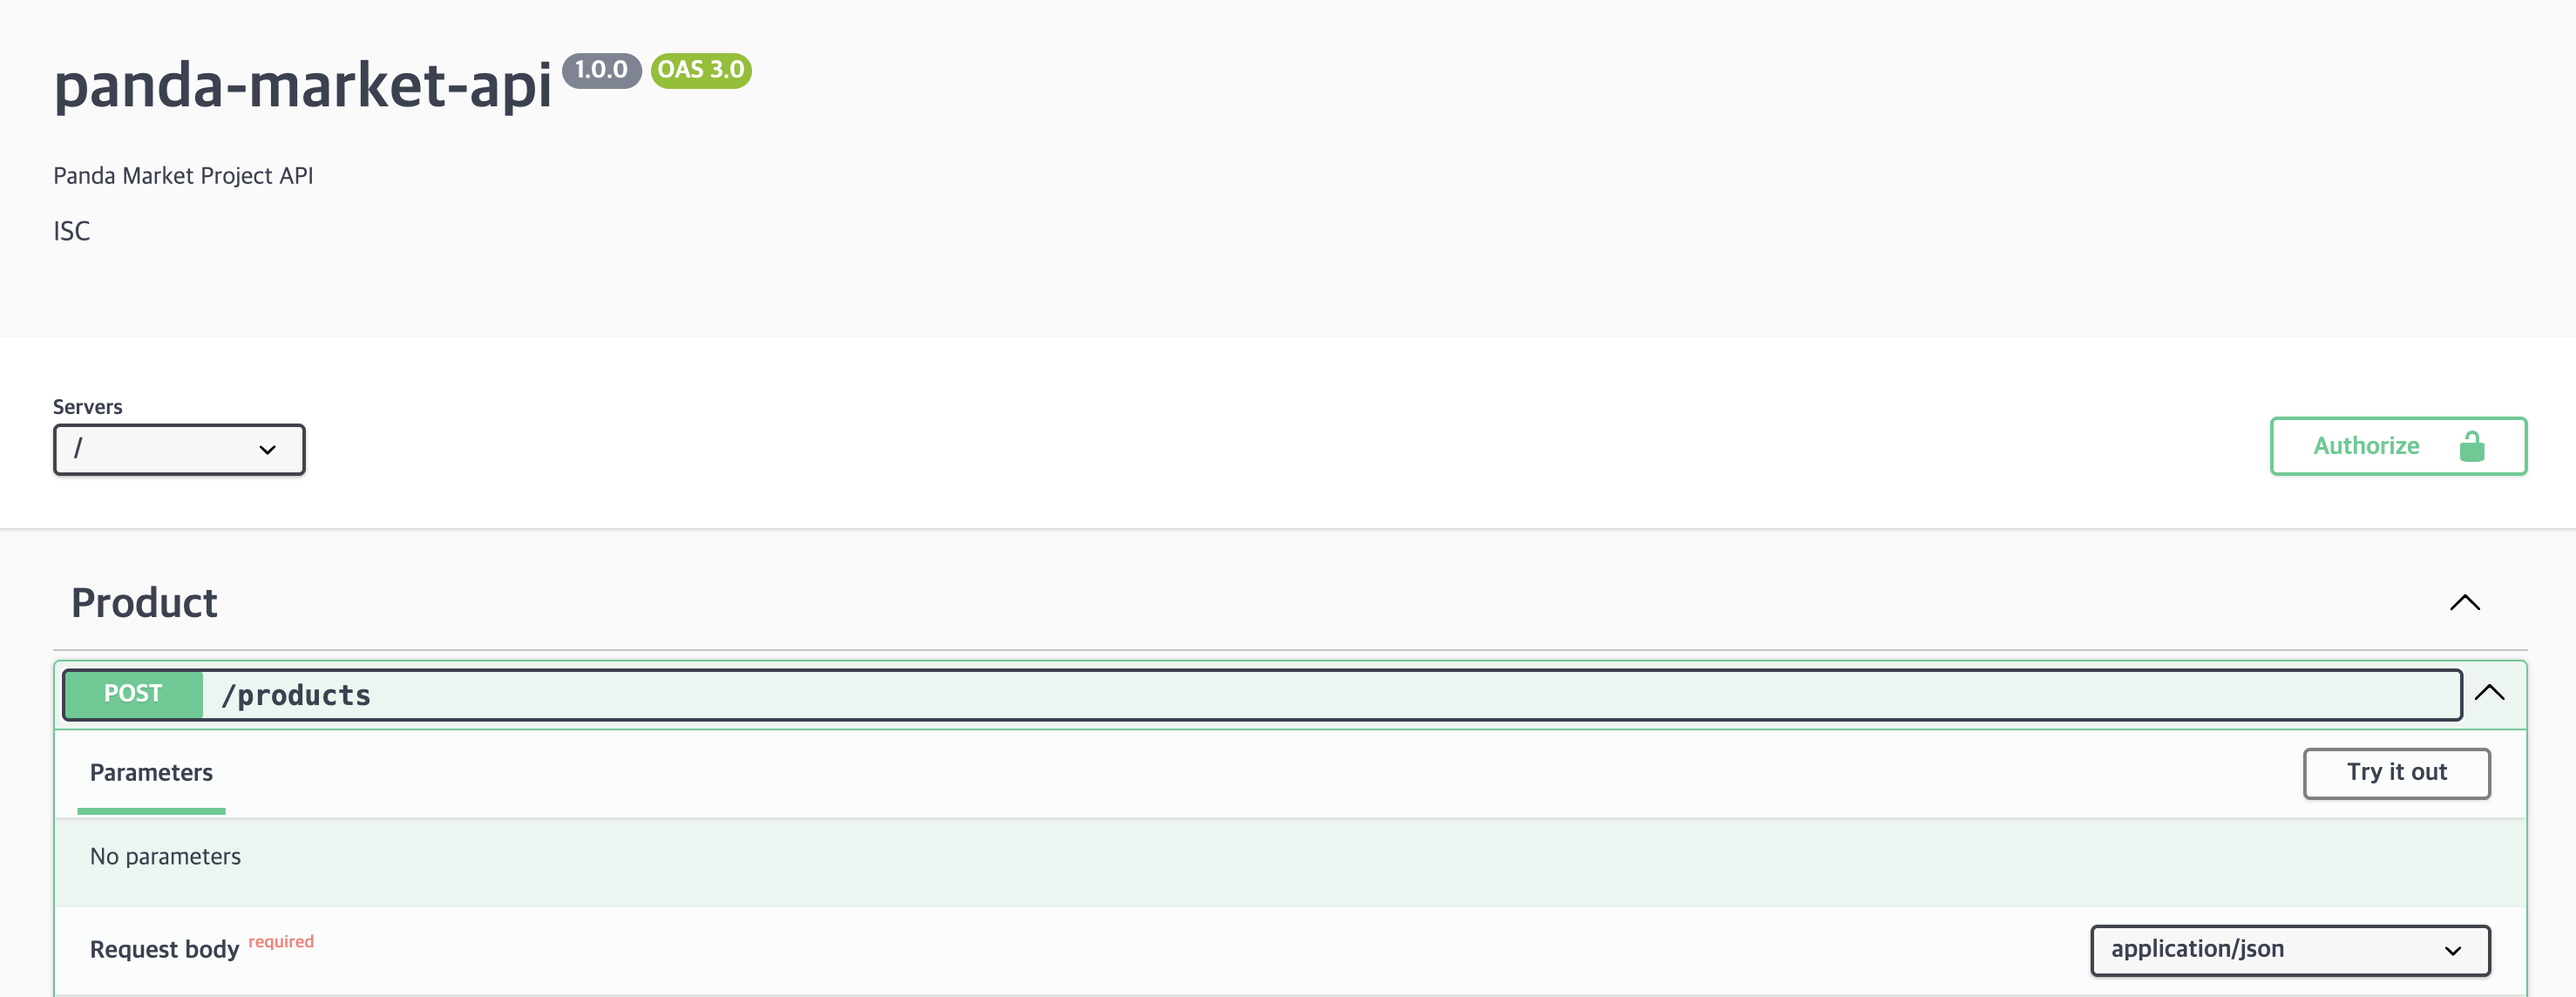 panda-market-api 1.0.0 OAS 3.0
Panda Market Project API
ISC
Servers
/
Authorize
Product
POST /products
Parameters
Try it out
No parameters
Request body required
application/json